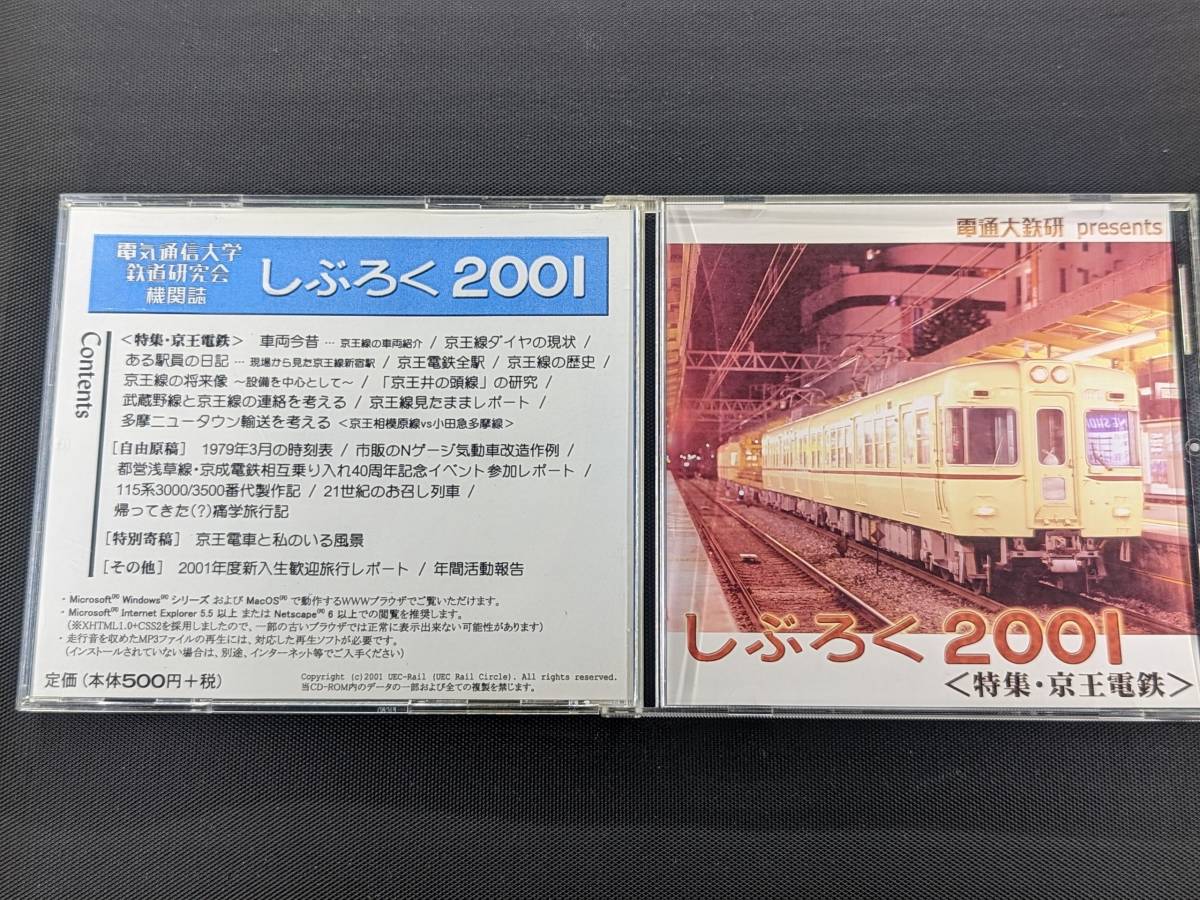 電気通信大学
鉄道研究会
機関誌
しぶろく 2001
Contents
<特集・京王電鉄> 車両今昔 … 京王線の車両紹介 / 京王線ダイヤの現状 /
ある駅員の日記 … 現場から見た京王線新宿駅 / 京王電鉄全駅 / 京王線の歴史 /
京王線の将来像 ～設備を中心として～ / 「京王井の頭線」の研究 /
武蔵野線と京王線の連絡を考える / 京王線見たままレポート /
多摩ニュータウン輸送を考える <京王相模原線vs小田急多摩線>
[自由原稿] 1979年3月の時刻表 / 市販のNゲージ気動車改造作例 /
都営浅草線・京成電鉄相互乗り入れ40周年記念イベント参加レポート /
115系3000/3500番代製作記 / 21世紀のお召し列車 /
帰ってきた(?)痛学旅行記
[特別寄稿] 京王電車と私のいる風景
[その他] 2001年度新入生歓迎旅行レポート / 年間活動報告
・Microsoft Windows シリーズ および MacOS で動作するWWWブラウザでご覧いただけます。
・Microsoft Internet Explorer 5.5 以上 または Netscape 6 以上での閲覧を推奨します。
(※XHTML1.0+CSS2を採用しましたので、一部の古いブラウザでは正常に表示出来ない可能性があります)
・走行音を収めたMP3ファイルの再生には、対応した再生ソフトが必要です。
(インストールされていない場合は、別途、インターネット等でご入手ください)
定価(本体500円+税)
Copyright (c)2001 UEC-Rail (UEC Rail Circle). All rights reserved.
当CD-ROM内のデータの一部および全ての複製を禁じます。
電通大鉄研 presents
しぶろく 2001
<特集・京王電鉄>